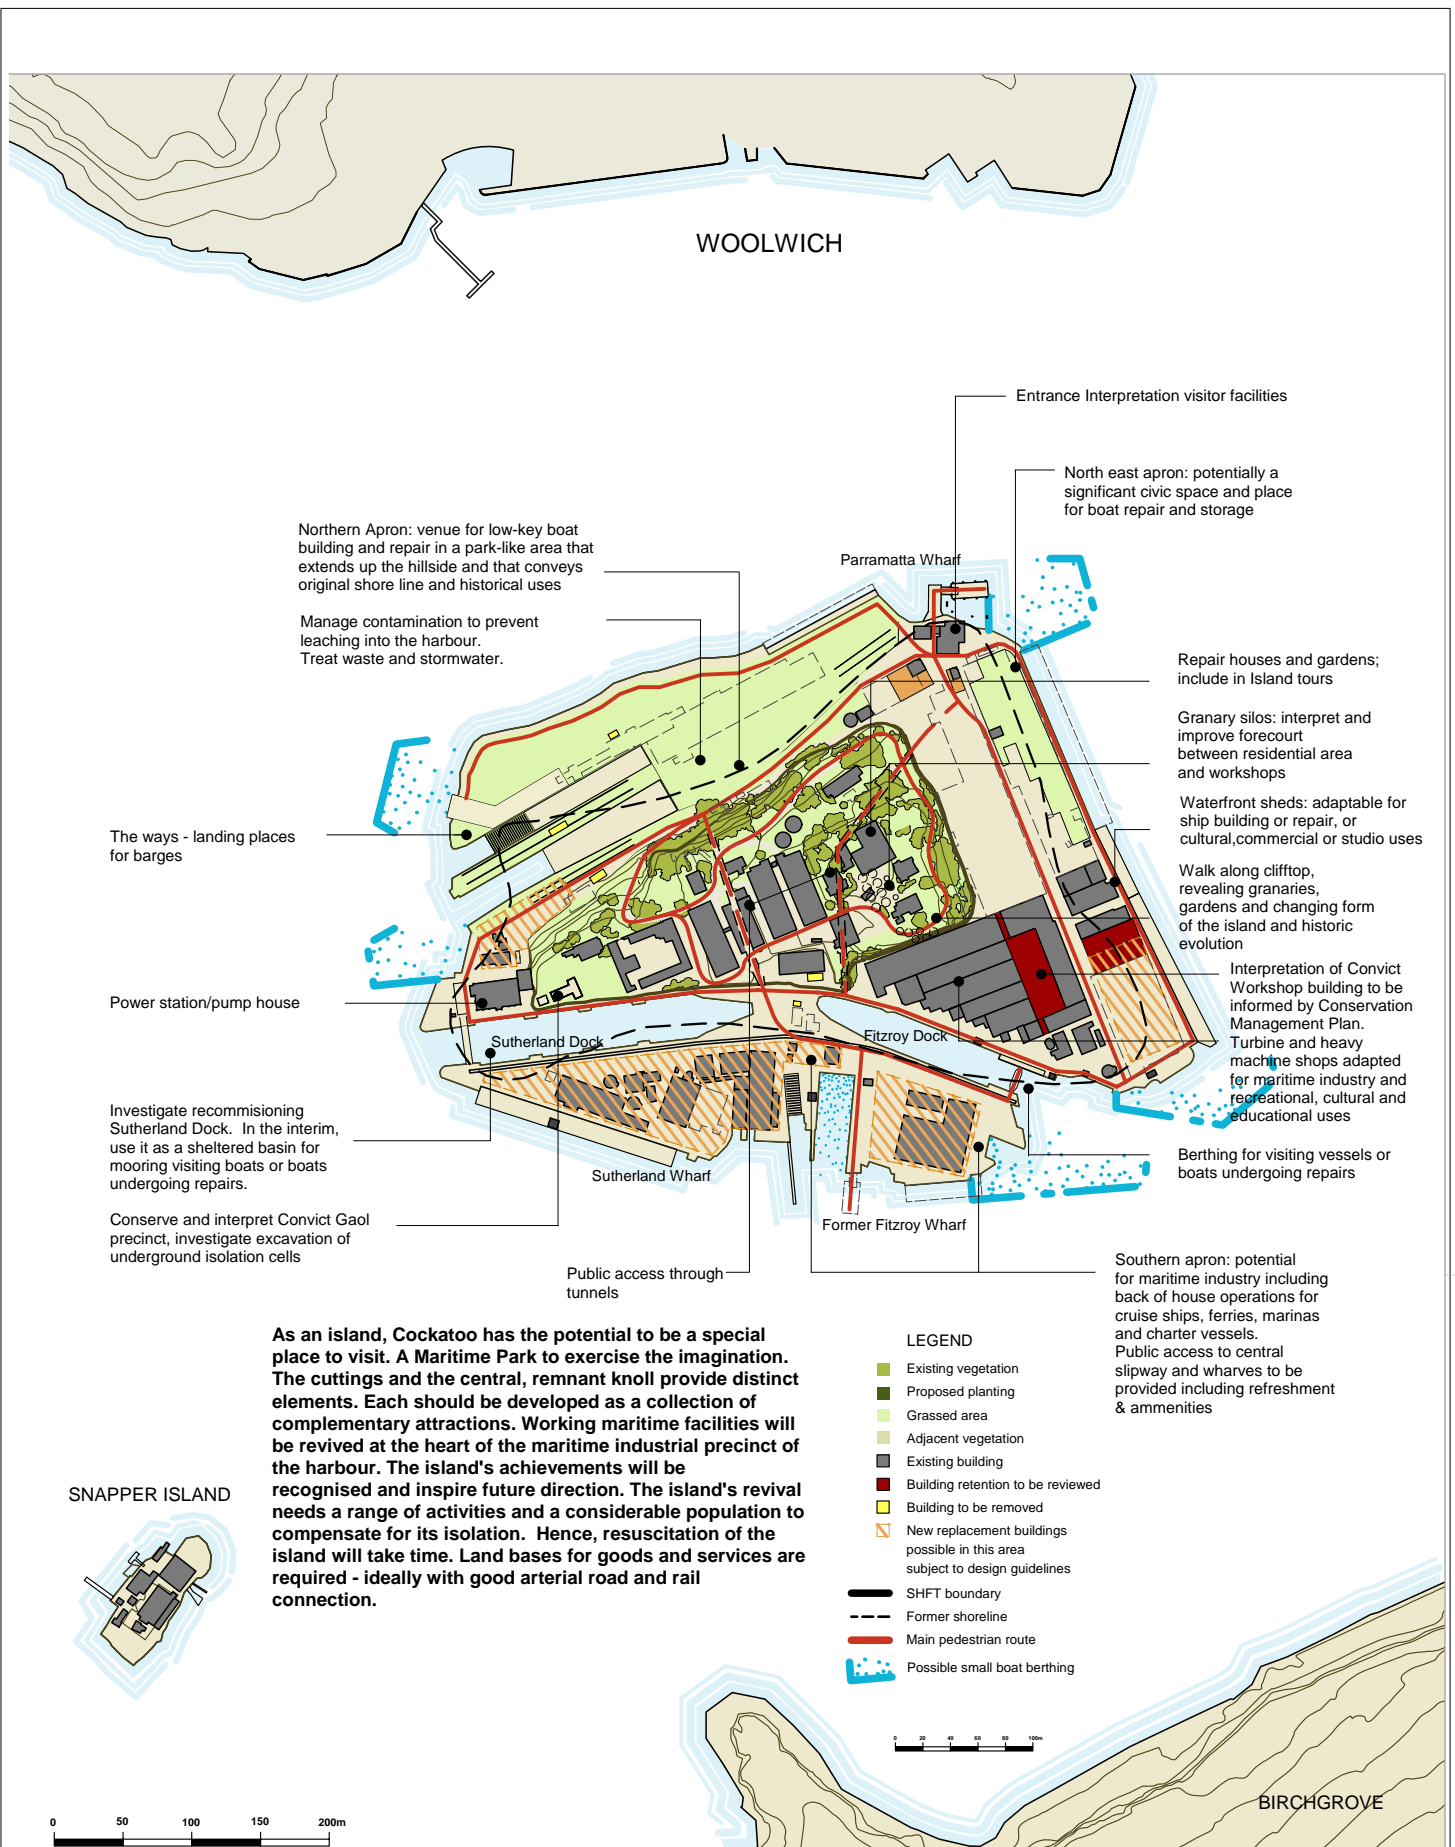 WOOLWICH
Entrance Interpretation visitor facilities
North east apron: potentially a
significant civic space and place
for boat repair and storage
Northern Apron: venue for low-key boat
building and repair in a park-like area that
extends up the hillside and that conveys
original shore line and historical uses
Parramatta Wharf
Manage contamination to prevent
leaching into the harbour.
Treat waste and stormwater.
Repair houses and gardens;
include in Island tours
Granary silos: interpret and
improve forecourt
between residential area
and workshops
Waterfront sheds: adaptable for
ship building or repair, or
cultural,commercial or studio uses
The ways - landing places
for barges
Walk along clifftop,
revealing granaries,
gardens and changing form
of the island and historic
evolution
Interpretation of Convict
Workshop building to be
informed by Conservation
Management Plan.
Turbine and heavy
machine shops adapted
for maritime industry and
recreational, cultural and
educational uses
Power station/pump house
Sutherland Dock
Fitzroy Dock
Investigate recommisioning
Sutherland Dock.  In the interim,
use it as a sheltered basin for
mooring visiting boats or boats
undergoing repairs.
Berthing for visiting vessels or
boats undergoing repairs
Sutherland Wharf
Former Fitzroy Wharf
Conserve and interpret Convict Gaol
precinct, investigate excavation of
underground isolation cells
Public access through
tunnels
Southern apron: potential
for maritime industry including
back of house operations for
cruise ships, ferries, marinas
and charter vessels.
Public access to central
slipway and wharves to be
provided including refreshment
& ammenities
As an island, Cockatoo has the potential to be a special
place to visit. A Maritime Park to exercise the imagination.
The cuttings and the central, remnant knoll provide distinct
elements. Each should be developed as a collection of
complementary attractions. Working maritime facilities will
be revived at the heart of the maritime industrial precinct of
the harbour. The island's achievements will be
recognised and inspire future direction. The island's revival
needs a range of activities and a considerable population to
compensate for its isolation.  Hence, resuscitation of the
island will take time. Land bases for goods and services are
required - ideally with good arterial road and rail
connection.
LEGEND
Existing vegetation
Proposed planting
Grassed area
Adjacent vegetation
Existing building
Building retention to be reviewed
Building to be removed
New replacement buildings
possible in this area
subject to design guidelines
SHFT boundary
Former shoreline
Main pedestrian route
Possible small boat berthing
SNAPPER ISLAND
0 20 40 60 80 100m
BIRCHGROVE
0 50 100 150 200m